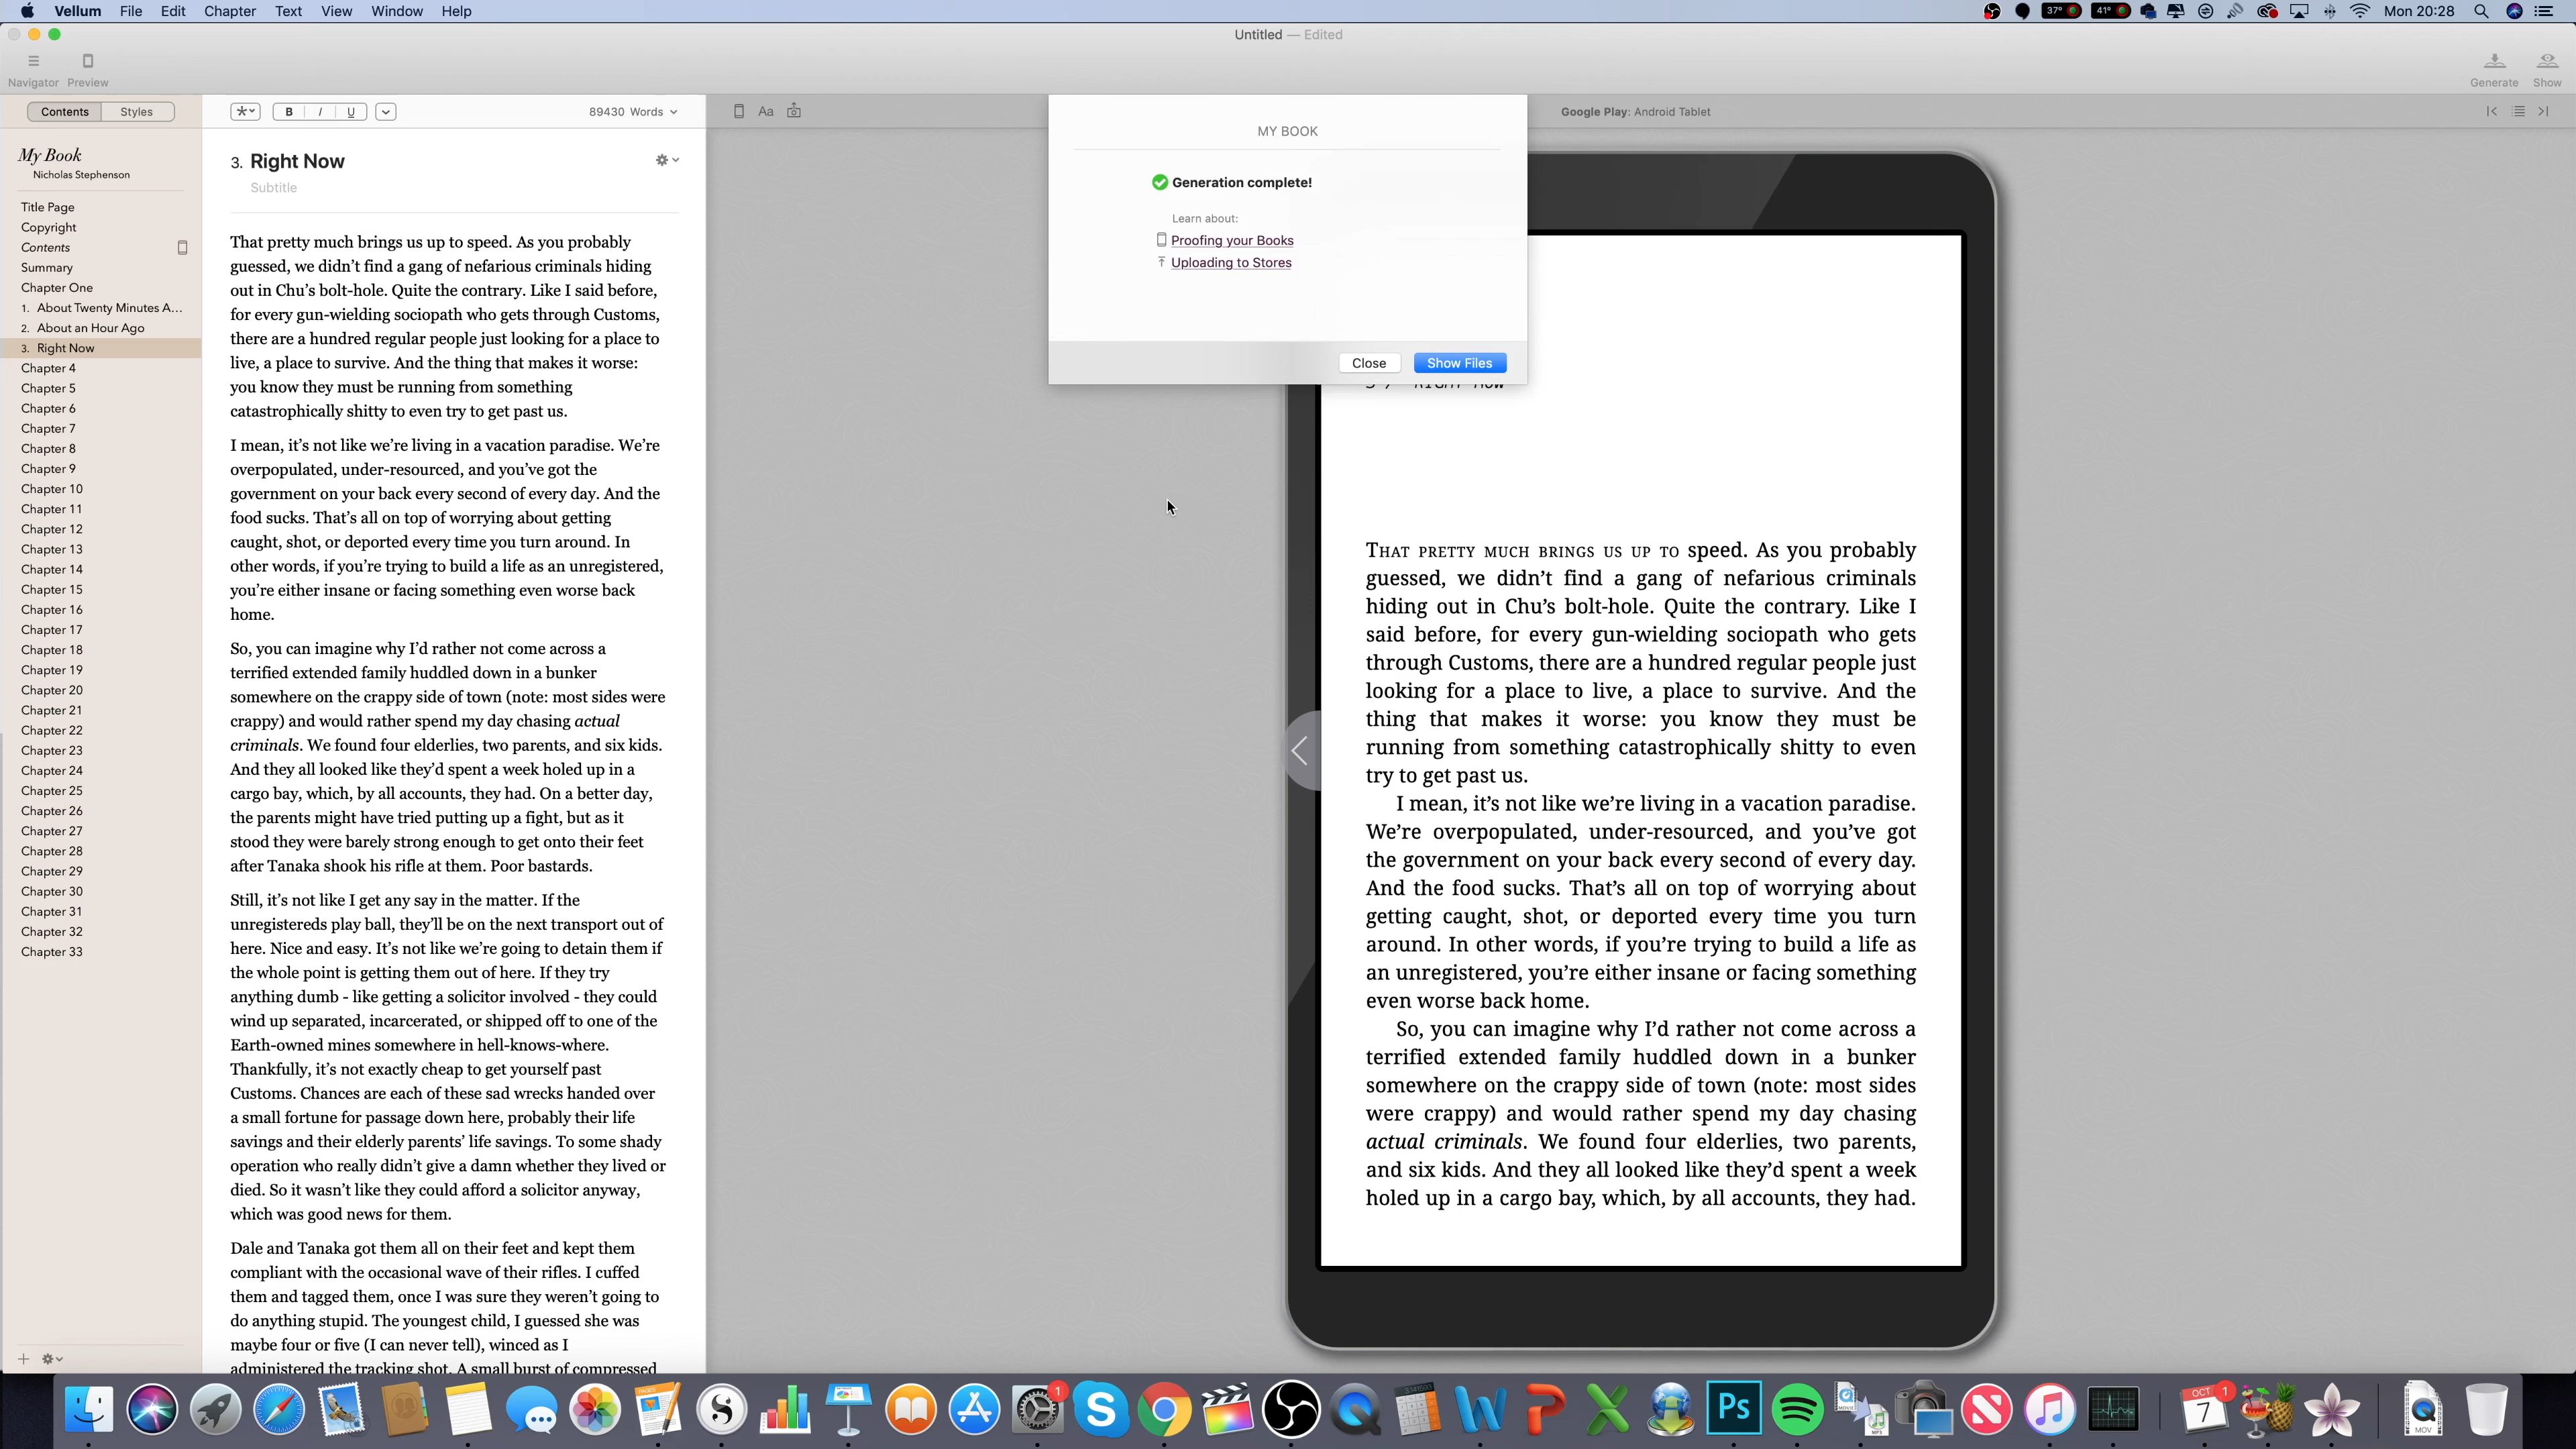 Vellum File Edit Chapter Text View Window Help
37° 41° Mon 20:28
Untitled — Edited
Navigator Preview
Generate Show
Contents Styles
B I U
89430 Words
Aa
Google Play: Android Tablet
My Book
Nicholas Stephenson
Title Page
Copyright
Contents
Summary
Chapter One
1. About Twenty Minutes A...
2. About an Hour Ago
3. Right Now
Chapter 4
Chapter 5
Chapter 6
Chapter 7
Chapter 8
Chapter 9
Chapter 10
Chapter 11
Chapter 12
Chapter 13
Chapter 14
Chapter 15
Chapter 16
Chapter 17
Chapter 18
Chapter 19
Chapter 20
Chapter 21
Chapter 22
Chapter 23
Chapter 24
Chapter 25
Chapter 26
Chapter 27
Chapter 28
Chapter 29
Chapter 30
Chapter 31
Chapter 32
Chapter 33
3. Right Now
Subtitle
That pretty much brings us up to speed. As you probably
guessed, we didn’t find a gang of nefarious criminals hiding
out in Chu’s bolt-hole. Quite the contrary. Like I said before,
for every gun-wielding sociopath who gets through Customs,
there are a hundred regular people just looking for a place to
live, a place to survive. And the thing that makes it worse:
you know they must be running from something
catastrophically shitty to even try to get past us.
I mean, it’s not like we’re living in a vacation paradise. We’re
overpopulated, under-resourced, and you’ve got the
government on your back every second of every day. And the
food sucks. That’s all on top of worrying about getting
caught, shot, or deported every time you turn around. In
other words, if you’re trying to build a life as an unregistered,
you’re either insane or facing something even worse back
home.
So, you can imagine why I’d rather not come across a
terrified extended family huddled down in a bunker
somewhere on the crappy side of town (note: most sides were
crappy) and would rather spend my day chasing actual
criminals. We found four elderlies, two parents, and six kids.
And they all looked like they’d spent a week holed up in a
cargo bay, which, by all accounts, they had. On a better day,
the parents might have tried putting up a fight, but as it
stood they were barely strong enough to get onto their feet
after Tanaka shook his rifle at them. Poor bastards.
Still, it’s not like I get any say in the matter. If the
unregistereds play ball, they’ll be on the next transport out of
here. Nice and easy. It’s not like we’re going to detain them if
the whole point is getting them out of here. If they try
anything dumb - like getting a solicitor involved - they could
wind up separated, incarcerated, or shipped off to one of the
Earth-owned mines somewhere in hell-knows-where.
Thankfully, it’s not exactly cheap to get yourself past
Customs. Chances are each of these sad wrecks handed over
a small fortune for passage down here, probably their life
savings and their elderly parents’ life savings. To some shady
operation who really didn’t give a damn whether they lived or
died. So it wasn’t like they could afford a solicitor anyway,
which was good news for them.
Dale and Tanaka got them all on their feet and kept them
compliant with the occasional wave of their rifles. I cuffed
them and tagged them, once I was sure they weren’t going to
do anything stupid. The youngest child, I guessed she was
maybe four or five (I can never tell), winced as I
administered the tracking shot. A small burst of compressed
MY BOOK
Generation complete!
Learn about:
Proofing your Books
Uploading to Stores
Close Show Files
THAT PRETTY MUCH BRINGS US UP TO speed. As you probably
guessed, we didn’t find a gang of nefarious criminals
hiding out in Chu’s bolt-hole. Quite the contrary. Like I
said before, for every gun-wielding sociopath who gets
through Customs, there are a hundred regular people just
looking for a place to live, a place to survive. And the
thing that makes it worse: you know they must be
running from something catastrophically shitty to even
try to get past us.
I mean, it’s not like we’re living in a vacation paradise.
We’re overpopulated, under-resourced, and you’ve got
the government on your back every second of every day.
And the food sucks. That’s all on top of worrying about
getting caught, shot, or deported every time you turn
around. In other words, if you’re trying to build a life as
an unregistered, you’re either insane or facing something
even worse back home.
So, you can imagine why I’d rather not come across a
terrified extended family huddled down in a bunker
somewhere on the crappy side of town (note: most sides
were crappy) and would rather spend my day chasing
actual criminals. We found four elderlies, two parents,
and six kids. And they all looked like they’d spent a week
holed up in a cargo bay, which, by all accounts, they had.
PAGES
1
Ps
OCT 1
7
MOV